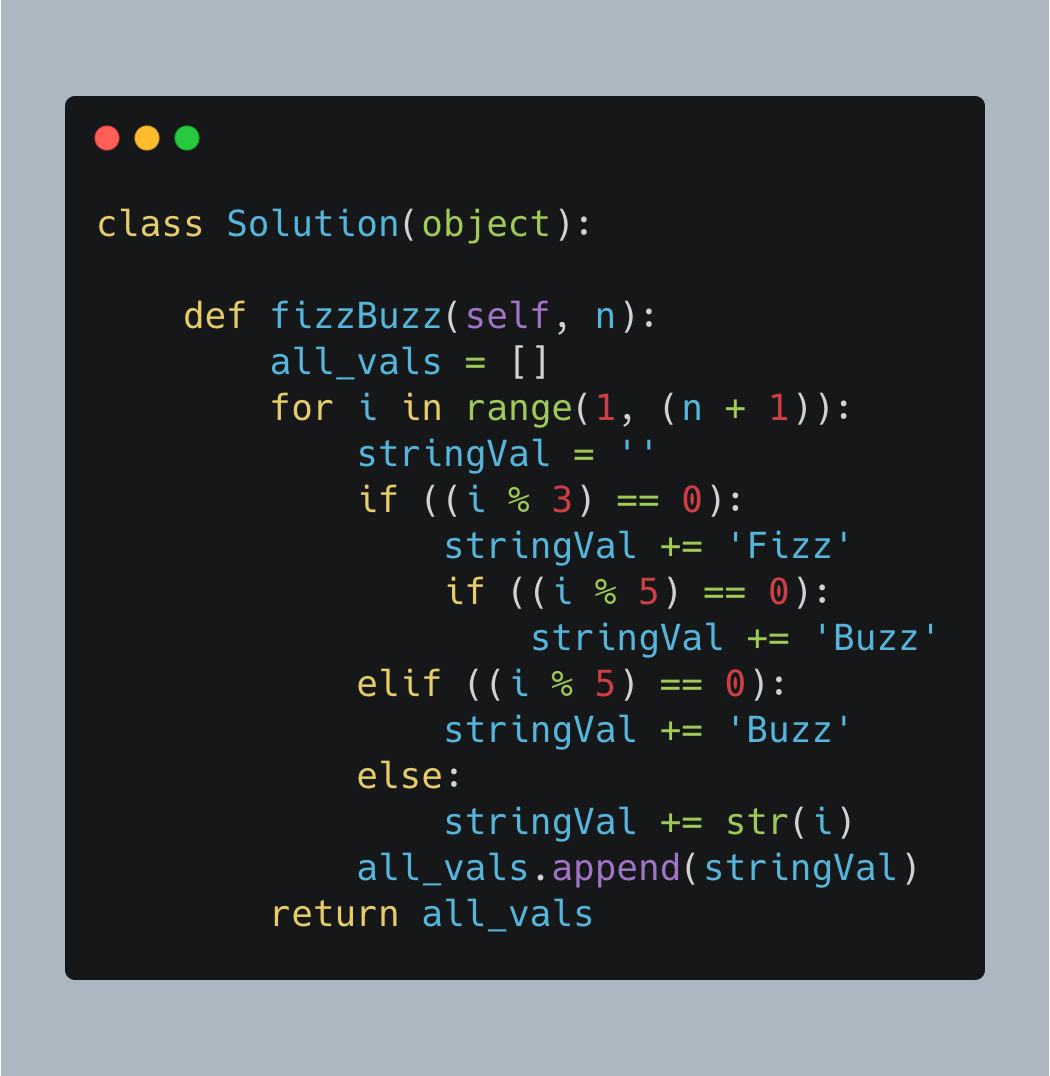 class Solution(object):

    def fizzBuzz(self, n):
        all_vals = []
        for i in range(1, (n + 1)):
            stringVal = ''
            if ((i % 3) == 0):
                stringVal += 'Fizz'
                if ((i % 5) == 0):
                    stringVal += 'Buzz'
            elif ((i % 5) == 0):
                stringVal += 'Buzz'
            else:
                stringVal += str(i)
            all_vals.append(stringVal)
        return all_vals